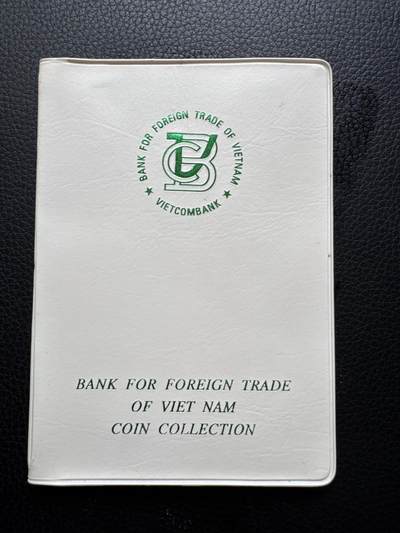 ★ BANK FOR FOREIGN TRADE OF VIETNAM ★
VCB
VIETCOMBANK
BANK FOR FOREIGN TRADE
OF VIET NAM
COIN COLLECTION